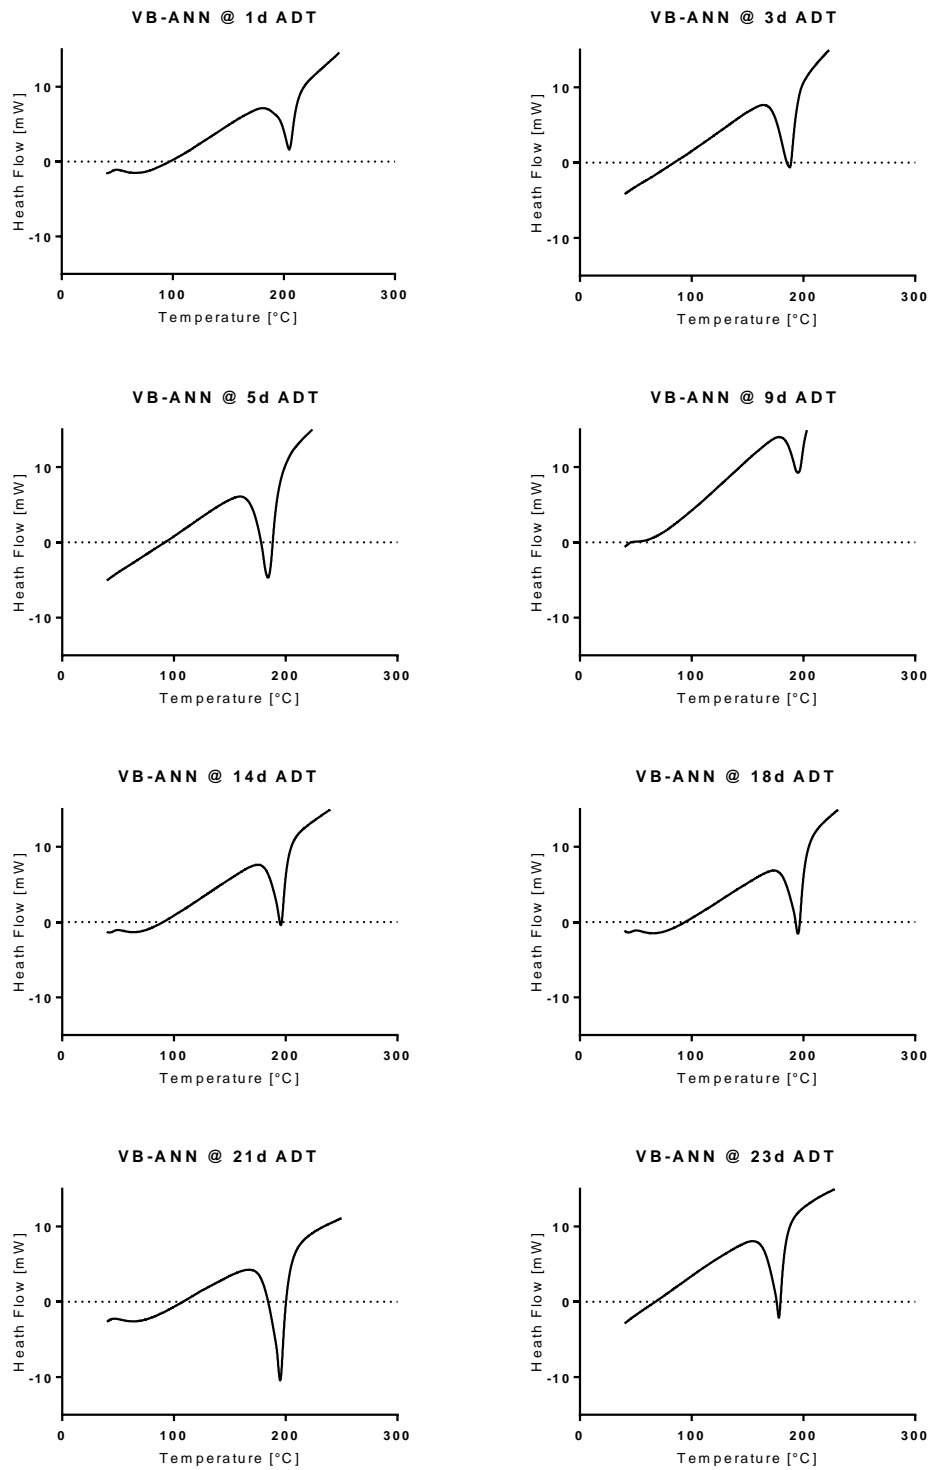 VB-ANN @ 1d ADT
Heath Flow [mW]
10
0
-10
0 100 200 300
Temperature [°C]
VB-ANN @ 3d ADT
Heath Flow [mW]
10
0
-10
0 100 200 300
Temperature [°C]
VB-ANN @ 5d ADT
Heath Flow [mW]
10
0
-10
0 100 200 300
Temperature [°C]
VB-ANN @ 9d ADT
Heath Flow [mW]
10
0
-10
0 100 200 300
Temperature [°C]
VB-ANN @ 14d ADT
Heath Flow [mW]
10
0
-10
0 100 200 300
Temperature [°C]
VB-ANN @ 18d ADT
Heath Flow [mW]
10
0
-10
0 100 200 300
Temperature [°C]
VB-ANN @ 21d ADT
Heath Flow [mW]
10
0
-10
0 100 200 300
Temperature [°C]
VB-ANN @ 23d ADT
Heath Flow [mW]
10
0
-10
0 100 200 300
Temperature [°C]